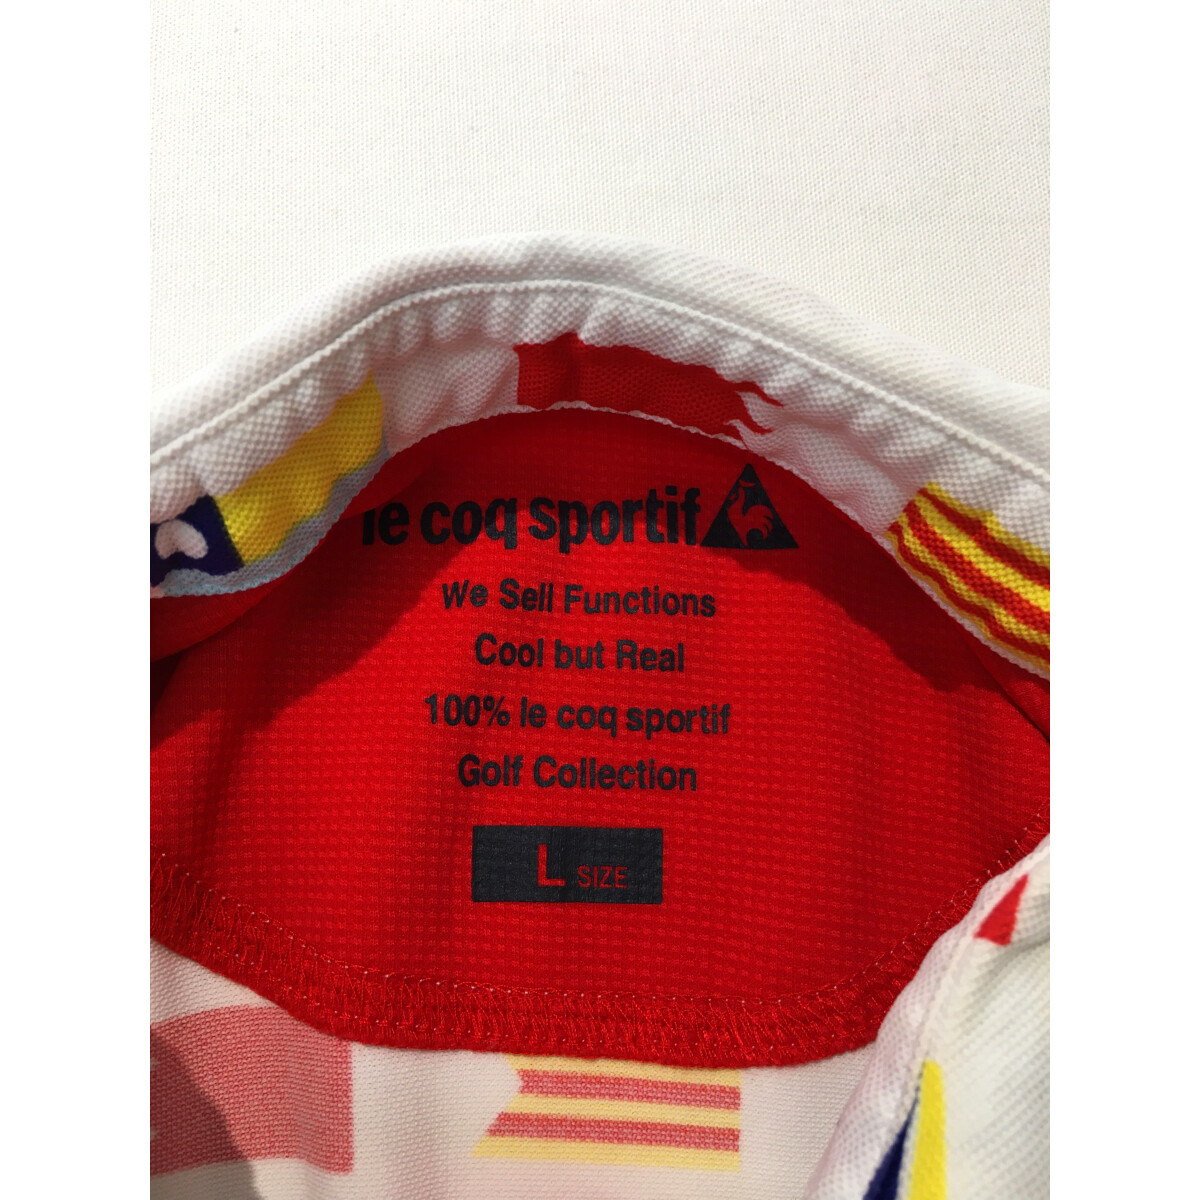 le coq sportif
We Sell Functions
Cool but Real
100% le coq sportif
Golf Collection
L SIZE